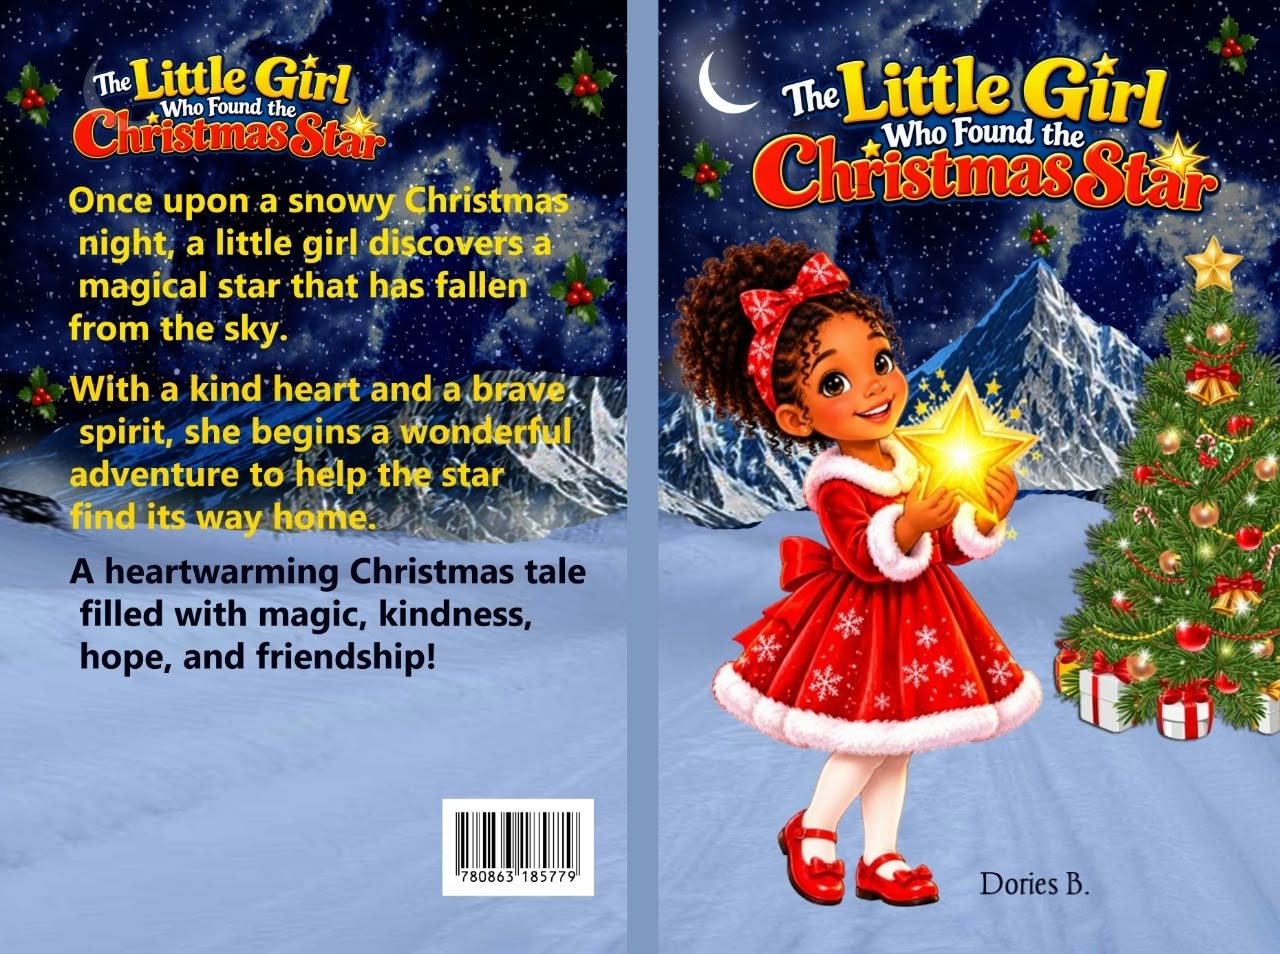 The Little Girl
Who Found the
Christmas Star
Once upon a snowy Christmas
night, a little girl discovers a
magical star that has fallen
from the sky.
With a kind heart and a brave
spirit, she begins a wonderful
adventure to help the star
find its way home.
A heartwarming Christmas tale
filled with magic, kindness,
hope, and friendship!
780863 185779
The Little Girl
Who Found the
Christmas Star
Dories B.